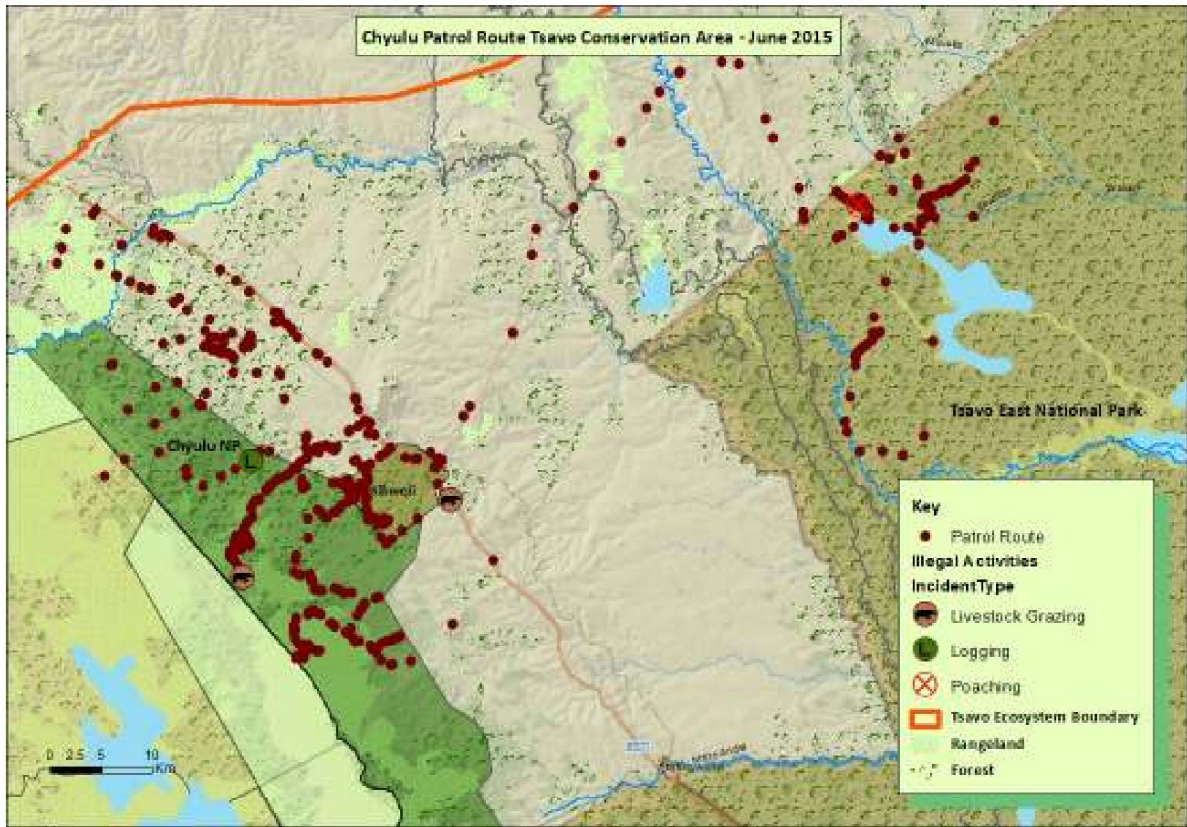 Chyulu Patrol Route Tsavo Conservation Area - June 2015
Tsavo East National Park
Chyulu NP
L
Kibwezi
0 2.5 5 10
Km
Key
Patrol Route
Illegal Activities
IncidentType
Livestock Grazing
L Logging
Poaching
Tsavo Ecosystem Boundary
Rangeland
Forest